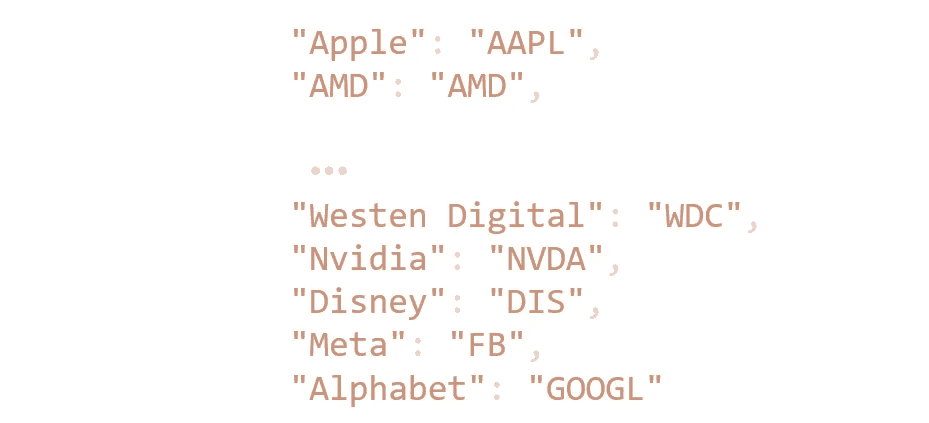 "Apple": "AAPL",
"AMD": "AMD",
...
"Westen Digital": "WDC",
"Nvidia": "NVDA",
"Disney": "DIS",
"Meta": "FB",
"Alphabet": "GOOGL"